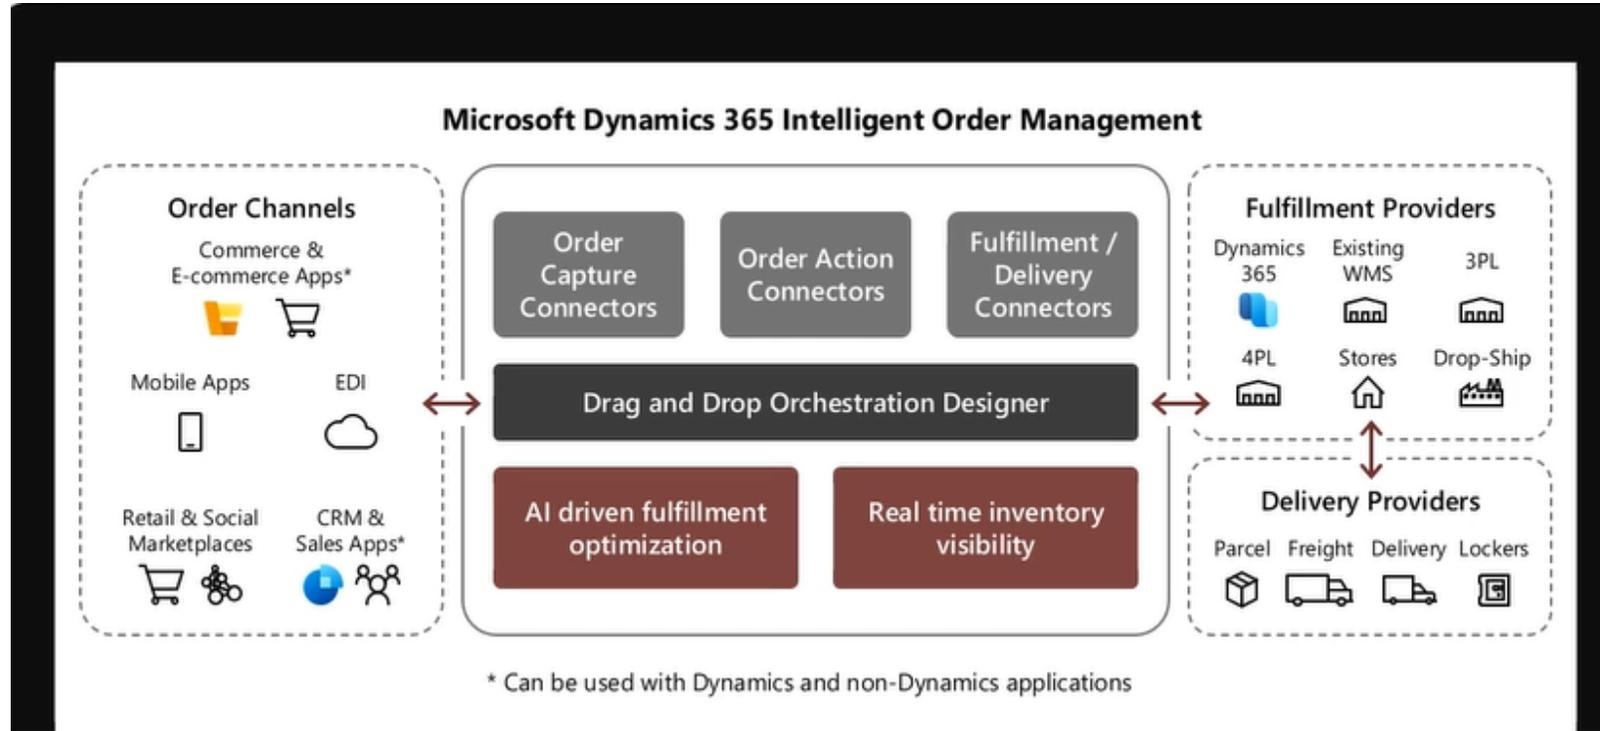 Microsoft Dynamics 365 Intelligent Order Management
Order Channels
Commerce &
E-commerce Apps*
Mobile Apps
EDI
Retail & Social
Marketplaces
CRM &
Sales Apps*
Order
Capture
Connectors
Order Action
Connectors
Fulfillment /
Delivery
Connectors
Drag and Drop Orchestration Designer
AI driven fulfillment
optimization
Real time inventory
visibility
Fulfillment Providers
Dynamics
365
Existing
WMS
3PL
4PL
Stores
Drop-Ship
Delivery Providers
Parcel
Freight
Delivery
Lockers
* Can be used with Dynamics and non-Dynamics applications